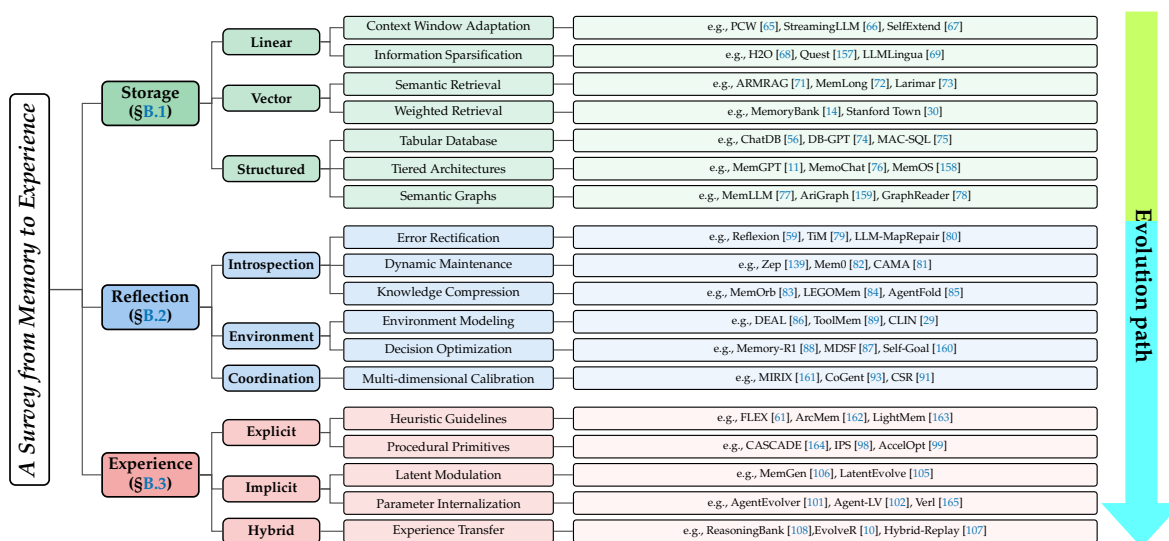 A Survey from Memory to Experience
Storage
(§B.1)
Linear
Context Window Adaptation
e.g., PCW [65], StreamingLLM [66], SelfExtend [67]
Information Sparsification
e.g., H2O [68], Quest [157], LLMLingua [69]
Vector
Semantic Retrieval
e.g., ARMRAG [71], MemLong [72], Larimar [73]
Weighted Retrieval
e.g., MemoryBank [14], Stanford Town [30]
Structured
Tabular Database
e.g., ChatDB [56], DB-GPT [74], MAC-SQL [75]
Tiered Architectures
e.g., MemGPT [11], MemoChat [76], MemOS [158]
Semantic Graphs
e.g., MemLLM [77], AriGraph [159], GraphReader [78]
Reflection
(§B.2)
Introspection
Error Rectification
e.g., Reflexion [59], TiM [79], LLM-MapRepair [80]
Dynamic Maintenance
e.g., Zep [139], Mem0 [82], CAMA [81]
Knowledge Compression
e.g., MemOrb [83], LEGOMem [84], AgentFold [85]
Environment
Environment Modeling
e.g., DEAL [86], ToolMem [89], CLIN [29]
Decision Optimization
e.g., Memory-R1 [88], MDSF [87], Self-Goal [160]
Coordination
Multi-dimensional Calibration
e.g., MIRIX [161], CoGent [93], CSR [91]
Experience
(§B.3)
Explicit
Heuristic Guidelines
e.g., FLEX [61], ArcMem [162], LightMem [163]
Procedural Primitives
e.g., CASCADE [164], IPS [98], AccelOpt [99]
Implicit
Latent Modulation
e.g., MemGen [106], LatentEvolve [105]
Parameter Internalization
e.g., AgentEvolver [101], Agent-LV [102], Verl [165]
Hybrid
Experience Transfer
e.g., ReasoningBank [108],EvolveR [10], Hybrid-Replay [107]
Evolution path